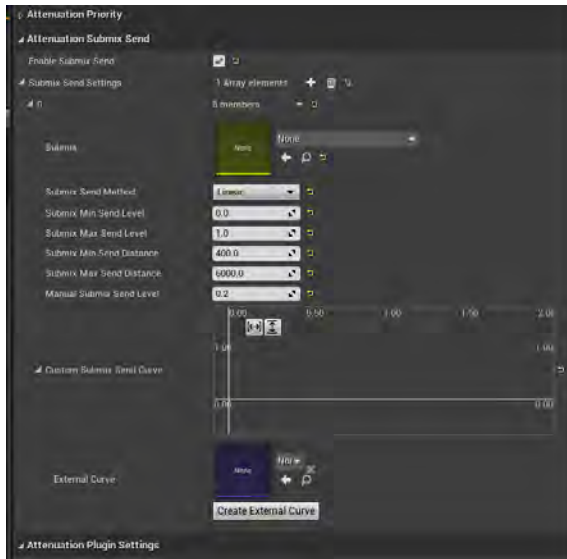 Attenuation Priority
Attenuation Submix Send
Enable Submix Send
Submix Send Settings 1 Array elements
0 8 members
Submix None None
Submix Send Method Linear
Submix Min Send Level 0.0
Submix Max Send Level 1.0
Submix Min Send Distance 400.0
Submix Max Send Distance 6000.0
Manual Submix Send Level 0.2
0.00 0.50 1.00 1.50 2.00
1.00 1.00
Custom Submix Send Curve
0.00 0.00
External Curve None None
Create External Curve
Attenuation Plugin Settings